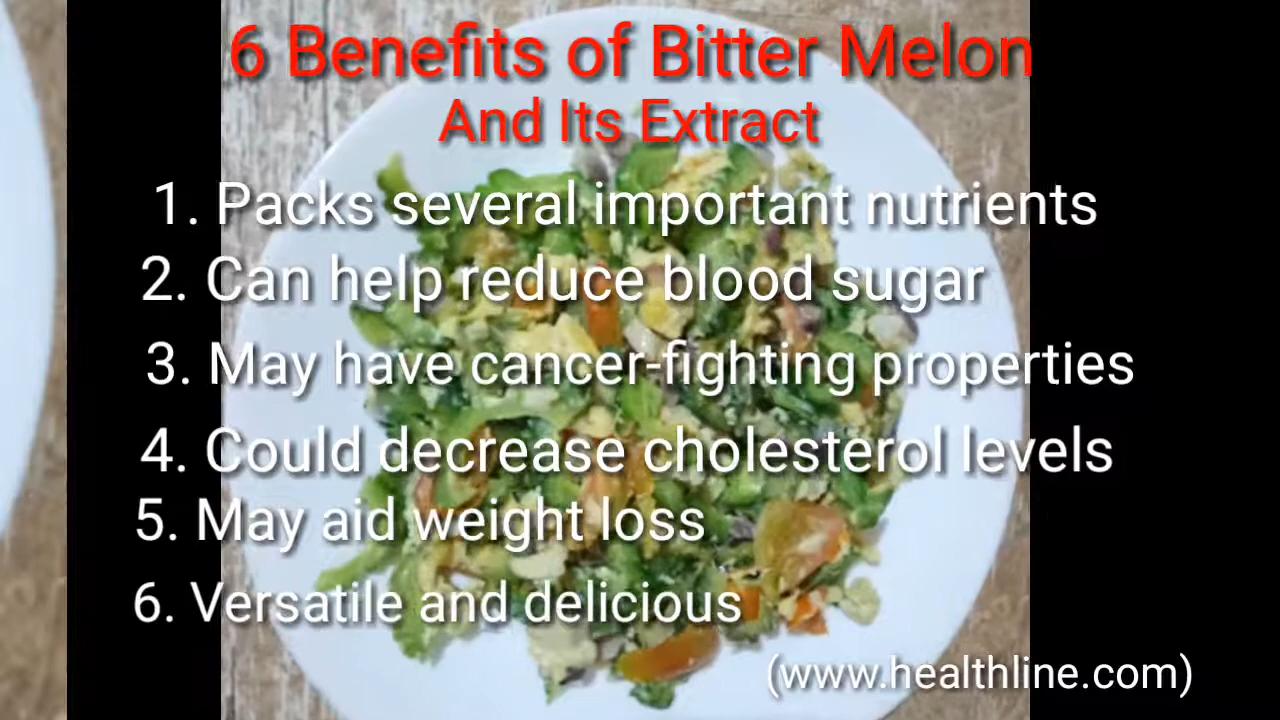 6 Benefits of Bitter Melon
And Its Extract
1. Packs several important nutrients
2. Can help reduce blood sugar
3. May have cancer-fighting properties
4. Could decrease cholesterol levels
5. May aid weight loss
6. Versatile and delicious
(www.healthline.com)